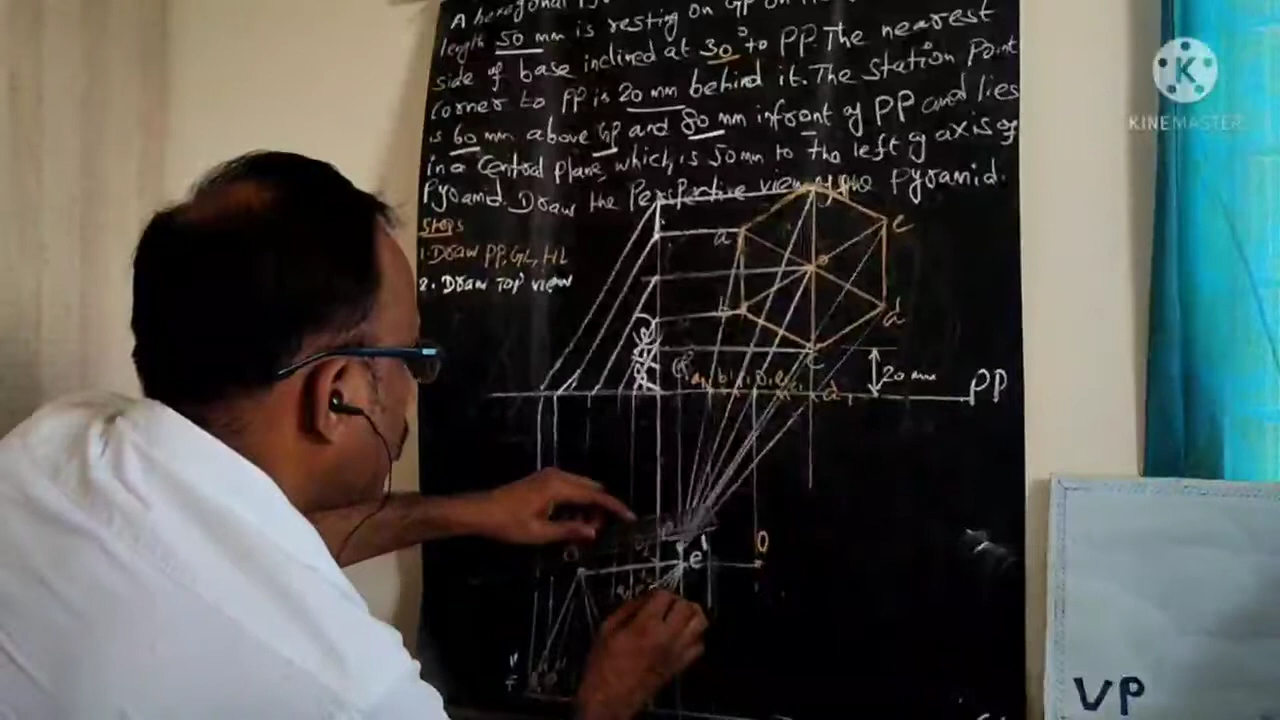 A hexagonal
length 50 mm is resting on GP on
side of base inclined at 30° to PP. The nearest
corner to PP is 20 mm behind it. The station Point
is 60 mm above GP and 80 mm infront of PP and lies
in a Central plane, which is 50mm to the left of axis of
Pyramid. Draw the Perspective view of the Pyramid.
Steps
1. Draw PP, GL, HL
2. Draw Top view
a
e
o
b
d
c
20 mm
PP
d1
e'
O
VP
K
KINEMASTER